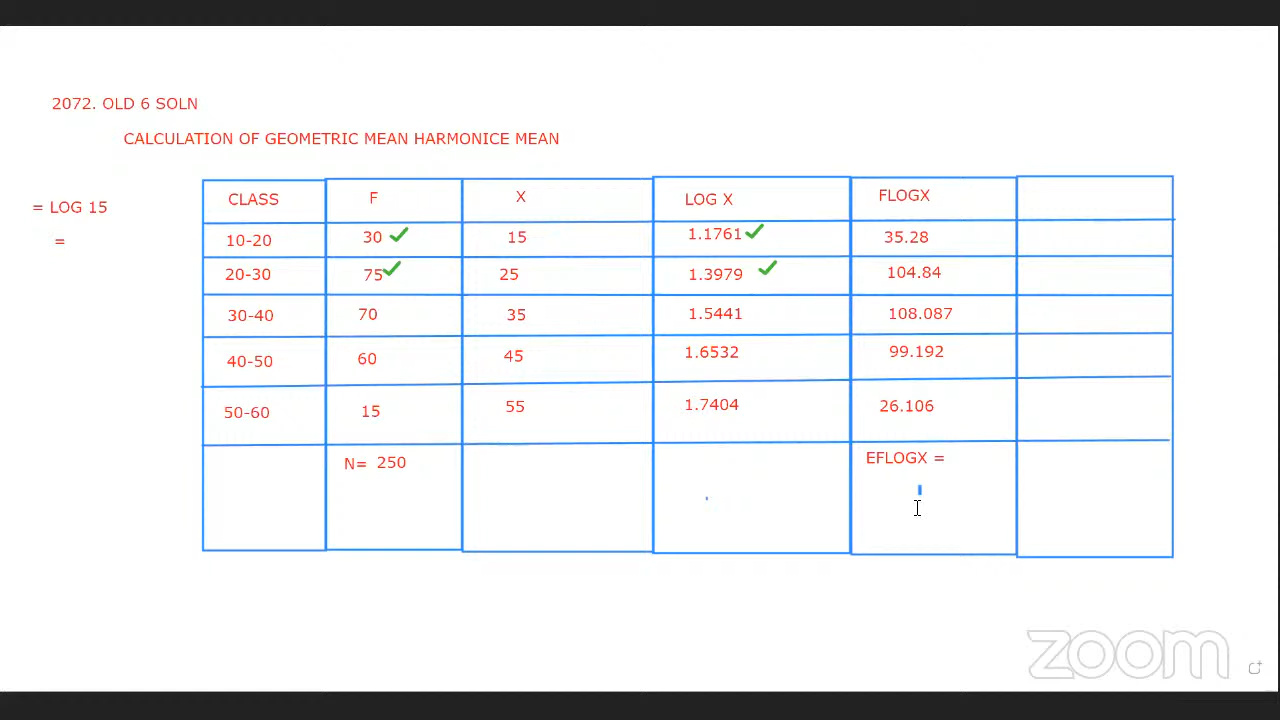 2072. OLD 6 SOLN
CALCULATION OF GEOMETRIC MEAN HARMONICE MEAN
= LOG 15
=
CLASS F X LOG X FLOGX
10-20 30 15 1.1761 35.28
20-30 75 25 1.3979 104.84
30-40 70 35 1.5441 108.087
40-50 60 45 1.6532 99.192
50-60 15 55 1.7404 26.106
N= 250 EFLOGX =
zoom